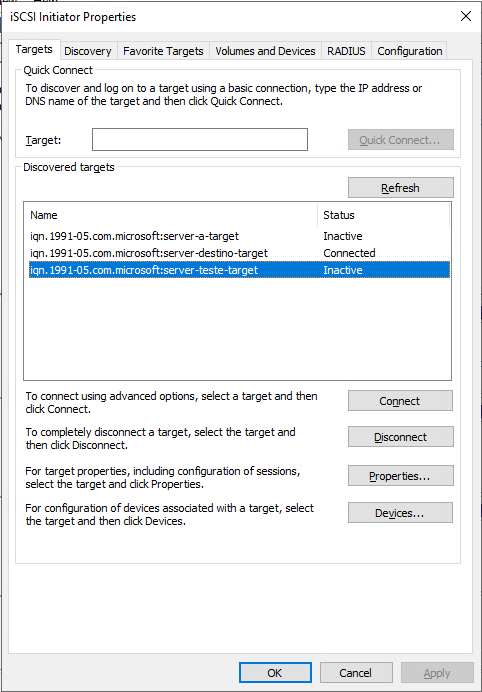 iSCSI Initiator Properties
Targets Discovery Favorite Targets Volumes and Devices RADIUS Configuration
Quick Connect
To discover and log on to a target using a basic connection, type the IP address or
DNS name of the target and then click Quick Connect.
Target: Quick Connect...
Discovered targets
Refresh
Name Status
iqn.1991-05.com.microsoft:server-a-target Inactive
iqn.1991-05.com.microsoft:server-destino-target Connected
iqn.1991-05.com.microsoft:server-teste-target Inactive
To connect using advanced options, select a target and then
click Connect.
Connect
To completely disconnect a target, select the target and
then click Disconnect.
Disconnect
For target properties, including configuration of sessions,
select the target and click Properties.
Properties...
For configuration of devices associated with a target, select
the target and then click Devices.
Devices...
OK Cancel Apply